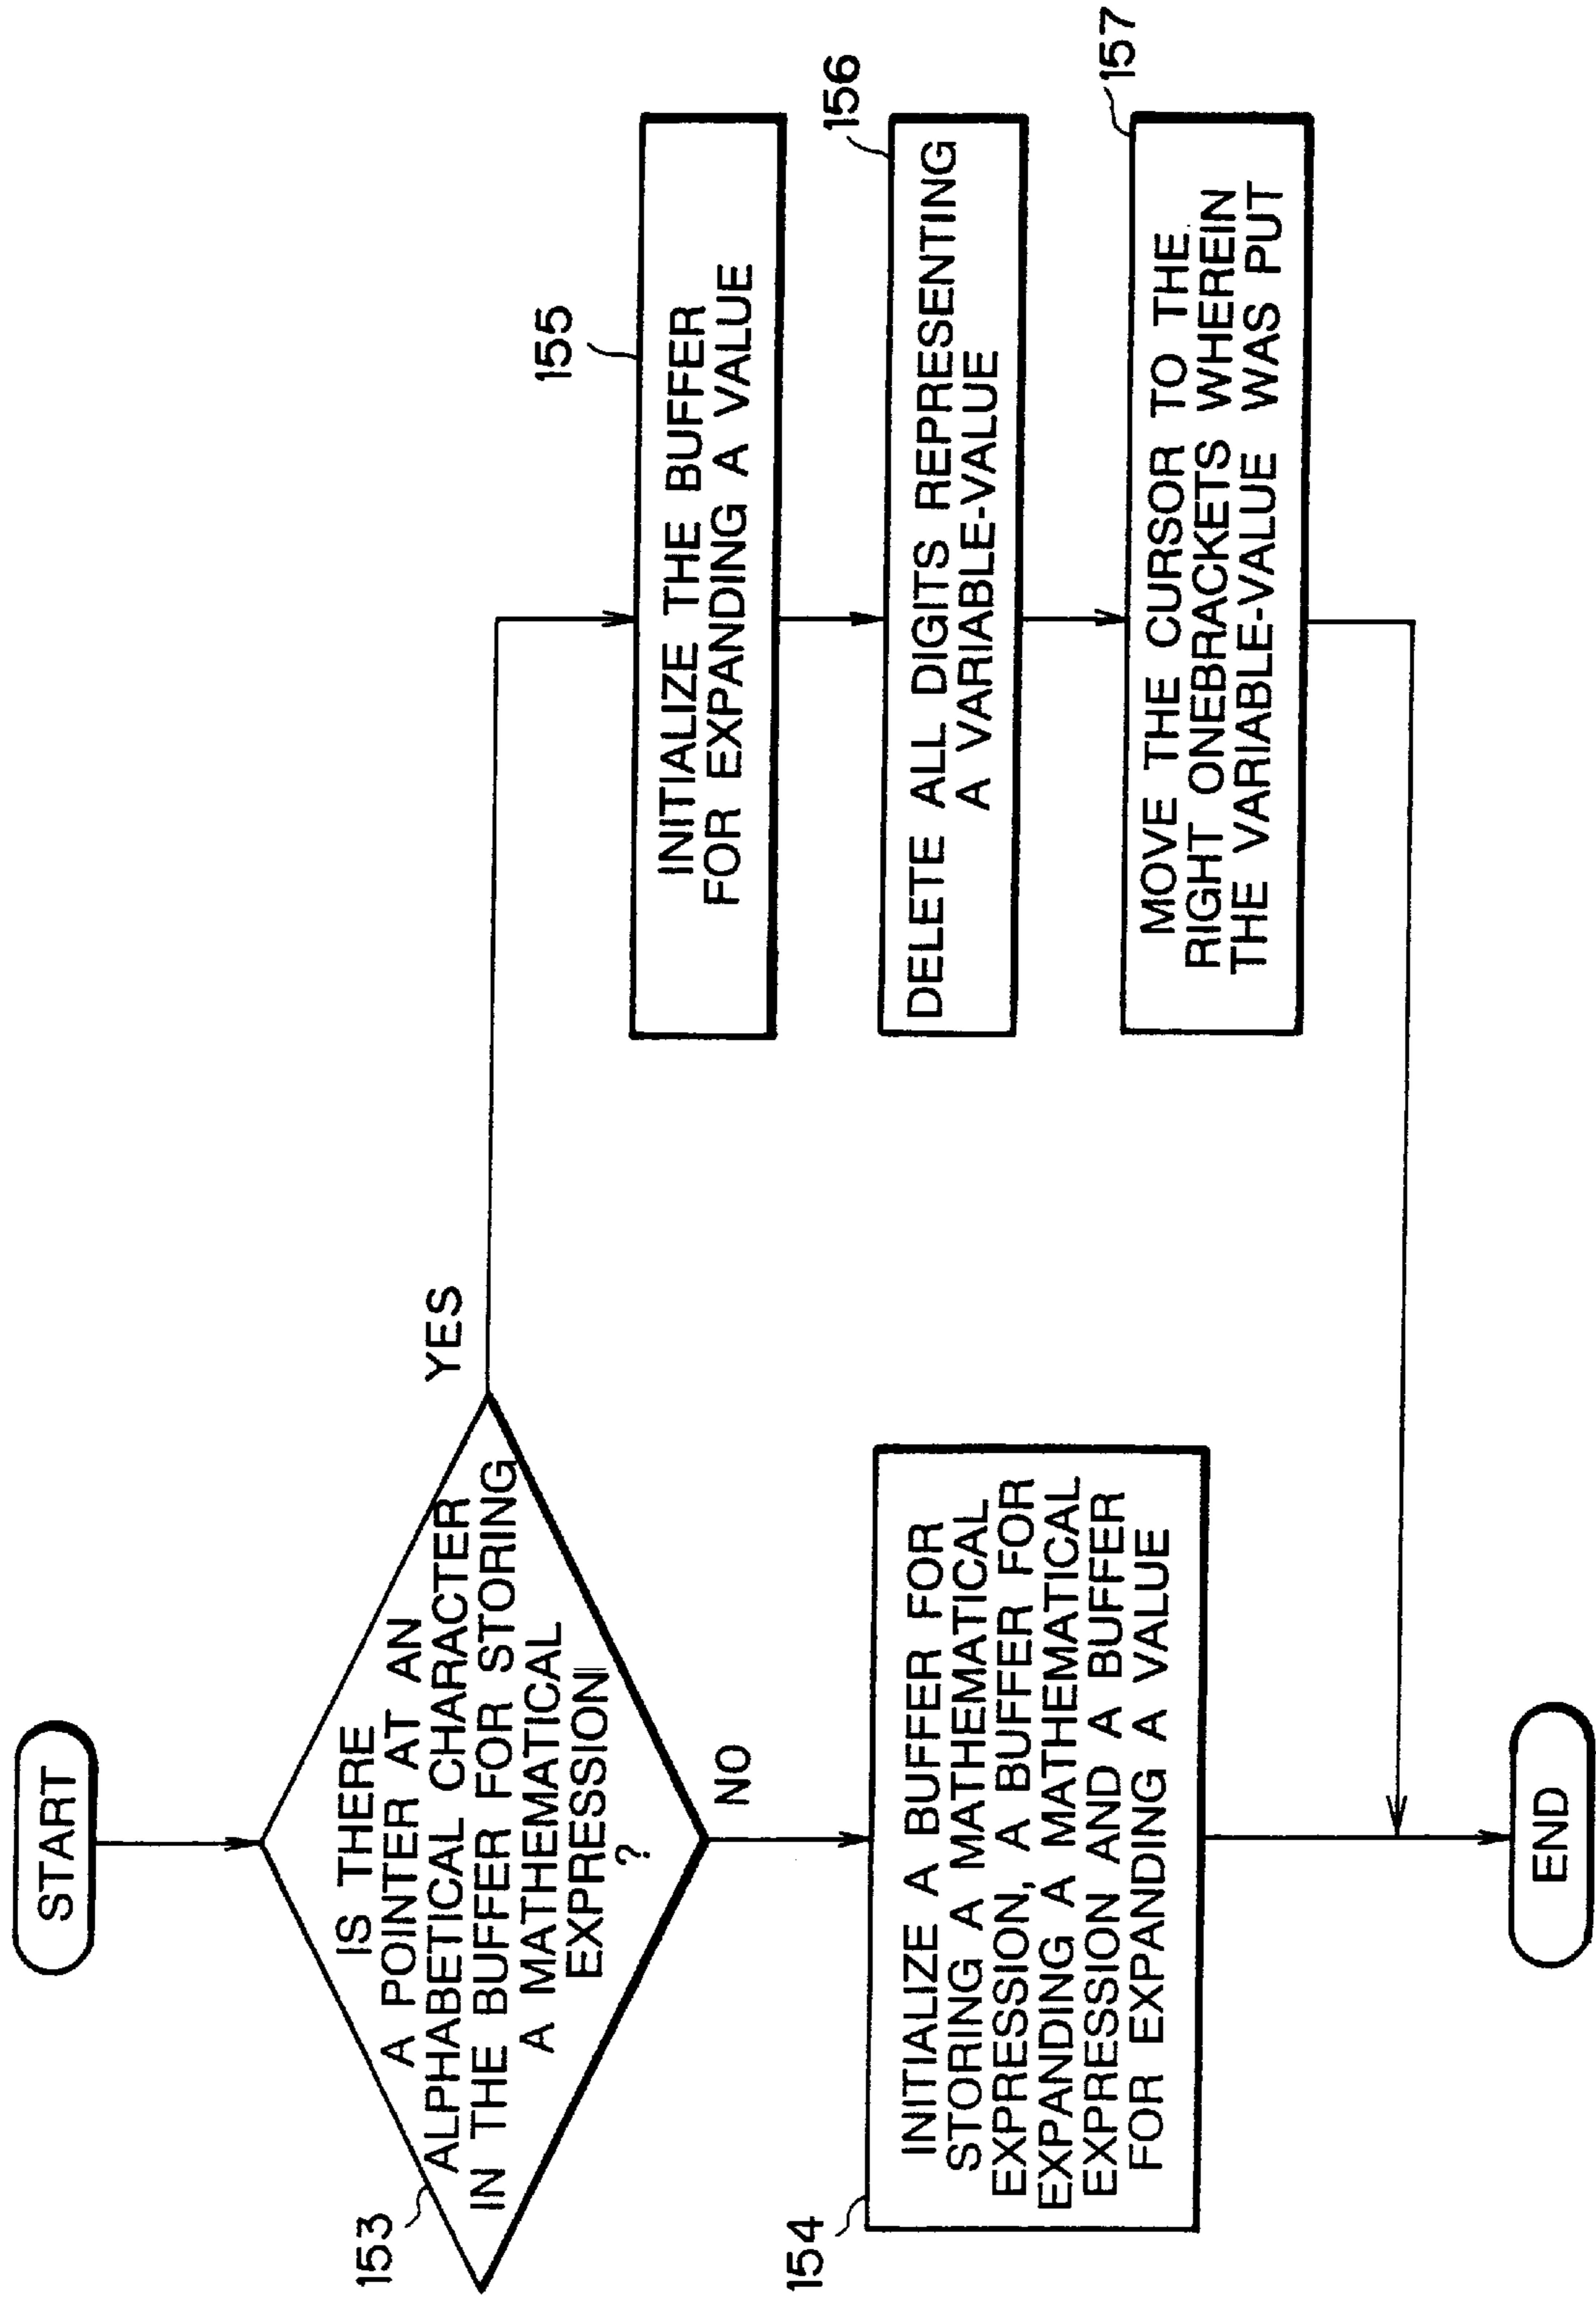 START
IS THERE
A POINTER AT AN
ALPHABETICAL CHARACTER
IN THE BUFFER FOR STORING
A MATHEMATICAL
EXPRESSION
?
153
YES
NO
INITIALIZE A BUFFER FOR
STORING A MATHEMATICAL
EXPRESSION, A BUFFER FOR
EXPANDING A MATHEMATICAL
EXPRESSION AND A BUFFER
FOR EXPANDING A VALUE
154
155
INITIALIZE THE BUFFER
FOR EXPANDING A VALUE
156
DELETE ALL DIGITS REPRESENTING
A VARIABLE-VALUE
157
MOVE THE CURSOR TO THE
RIGHT ONEBRACKETS WHEREIN
THE VARIABLE-VALUE WAS PUT
END